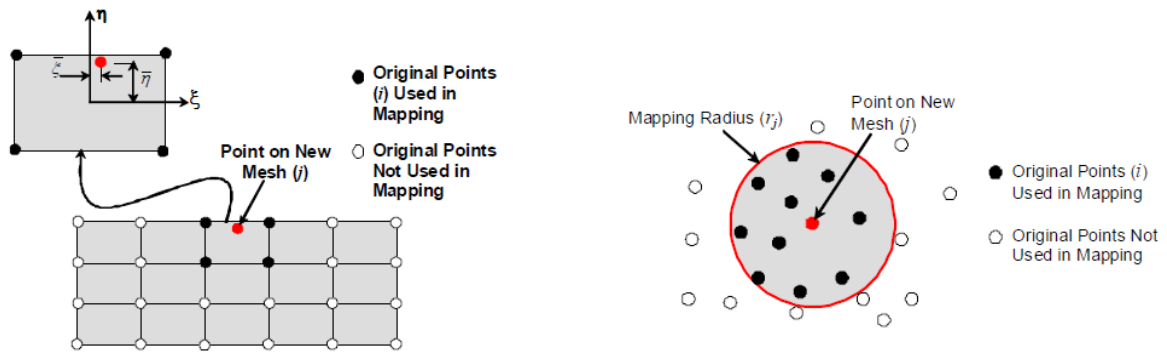 η
ξ̄
η̄
ξ
Original Points
(i) Used in
Mapping
Original Points
Not Used in
Mapping
Point on New
Mesh (j)
Mapping Radius (rj)
Point on New
Mesh (j)
Original Points (i)
Used in Mapping
Original Points Not
Used in Mapping